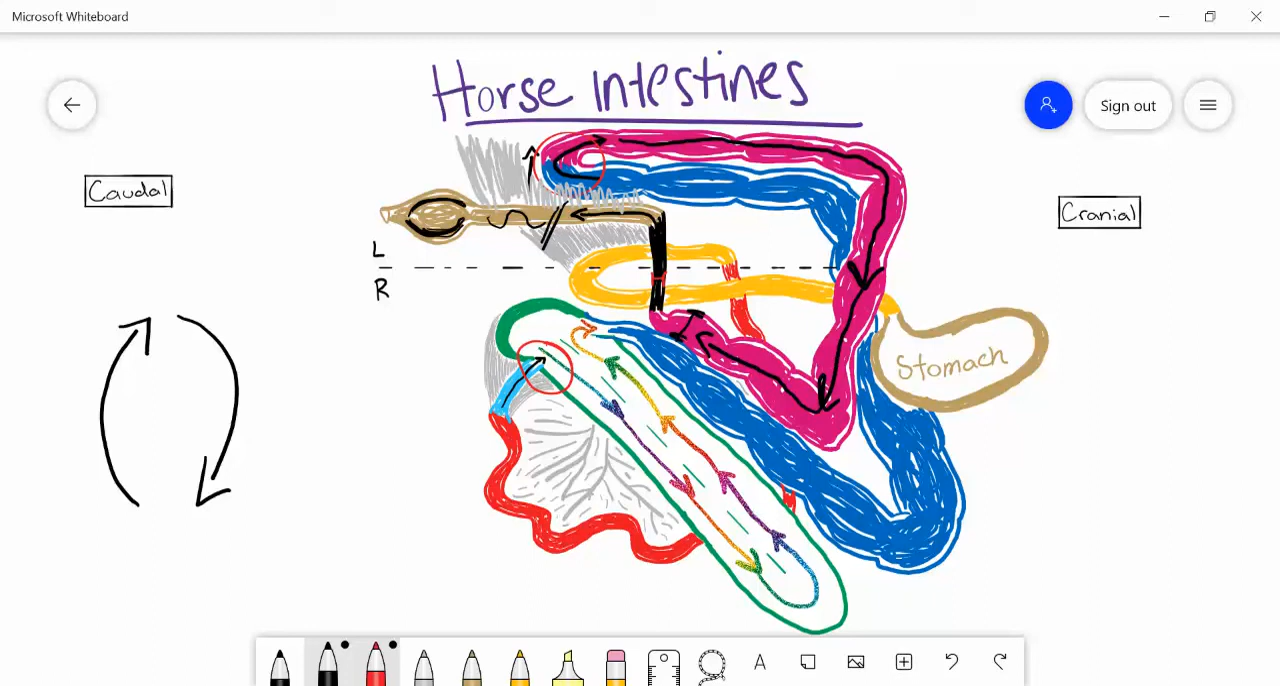 Microsoft Whiteboard
Horse Intestines
Sign out
Caudal
Cranial
L
R
Stomach